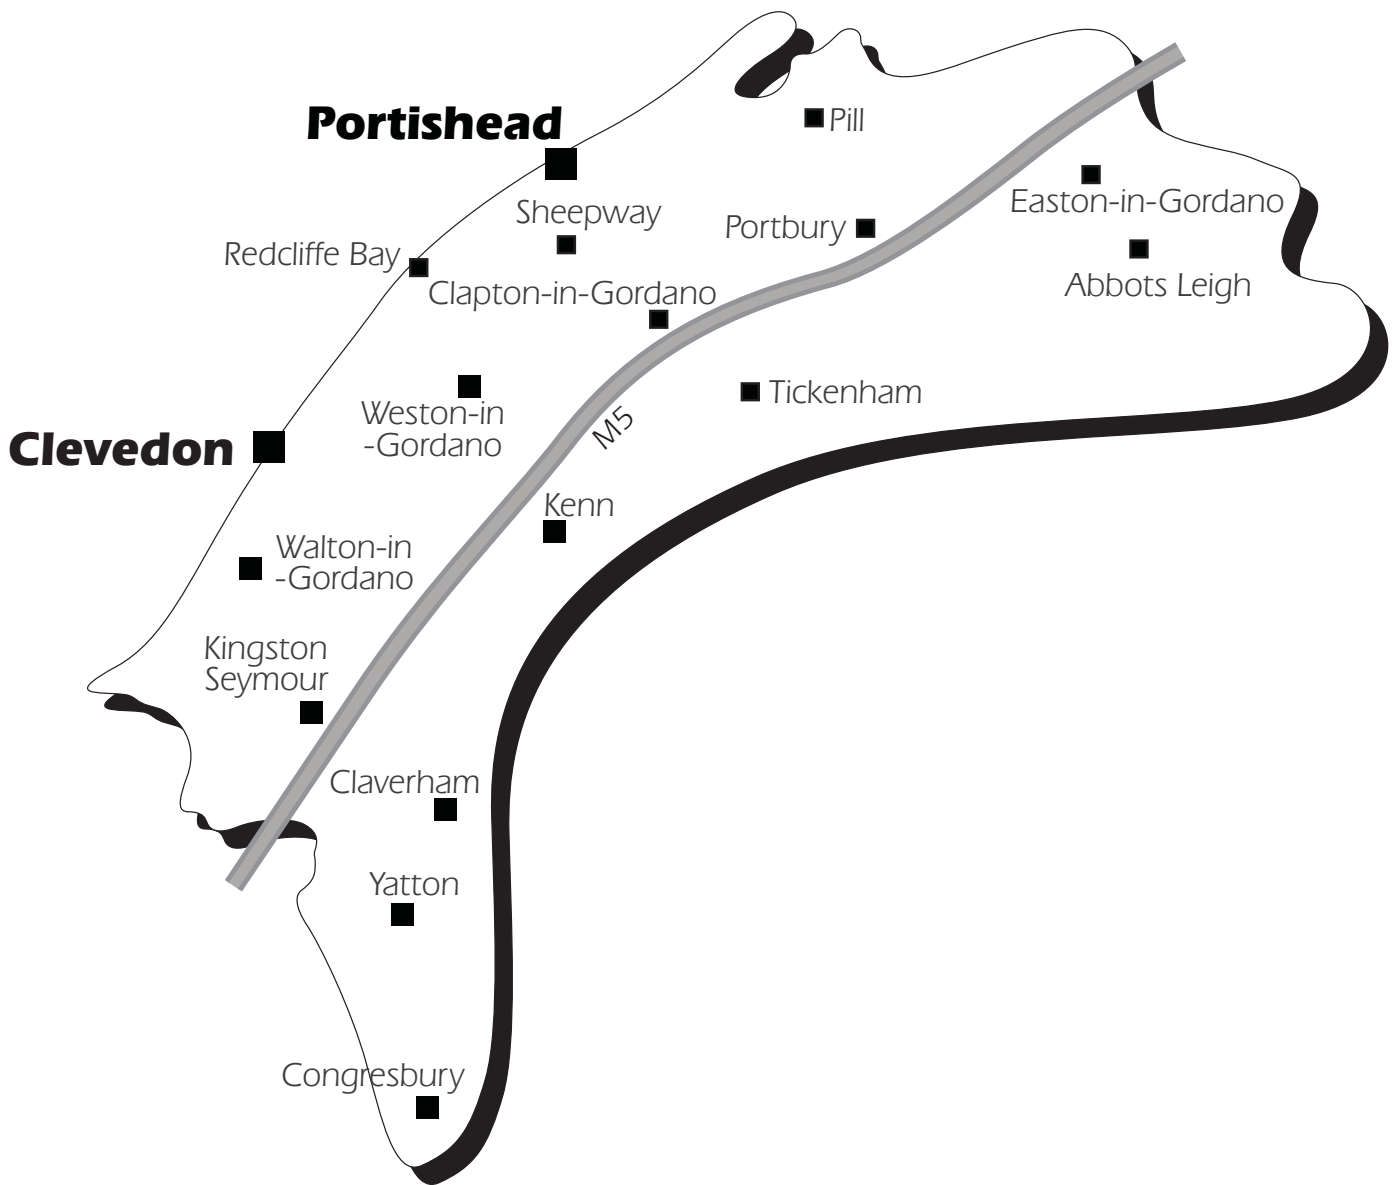 Portishead
Pill
Easton-in-Gordano
Sheepway
Portbury
Redcliffe Bay
Abbots Leigh
Clapton-in-Gordano
Tickenham
Weston-in
-Gordano
M5
Clevedon
Kenn
Walton-in
-Gordano
Kingston
Seymour
Claverham
Yatton
Congresbury